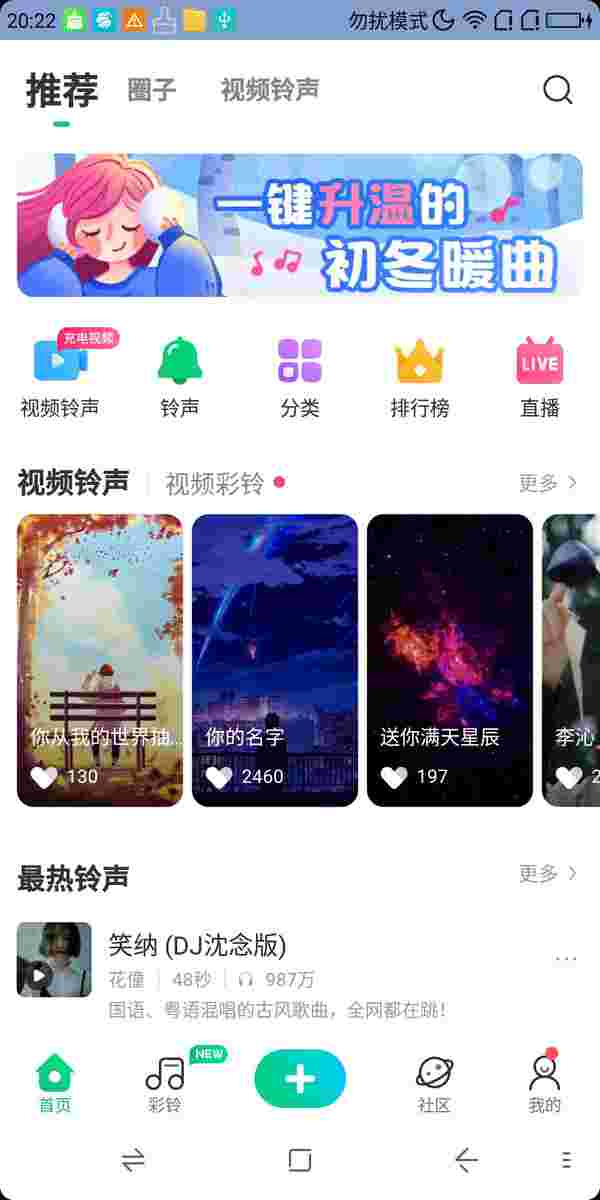 20:22 勿扰模式
推荐 圈子 视频铃声
一键升温的
初冬暖曲
充电视频
LIVE
视频铃声 铃声 分类 排行榜 直播
视频铃声 视频彩铃 更多
你从我的世界抽... 你的名字 送你满天星辰 李沁
130 2460 197 2
最热铃声 更多
笑纳 (DJ沈念版)
花僮 48秒 987万
国语、粤语混唱的古风歌曲，全网都在跳！
NEW
首页 彩铃 社区 我的